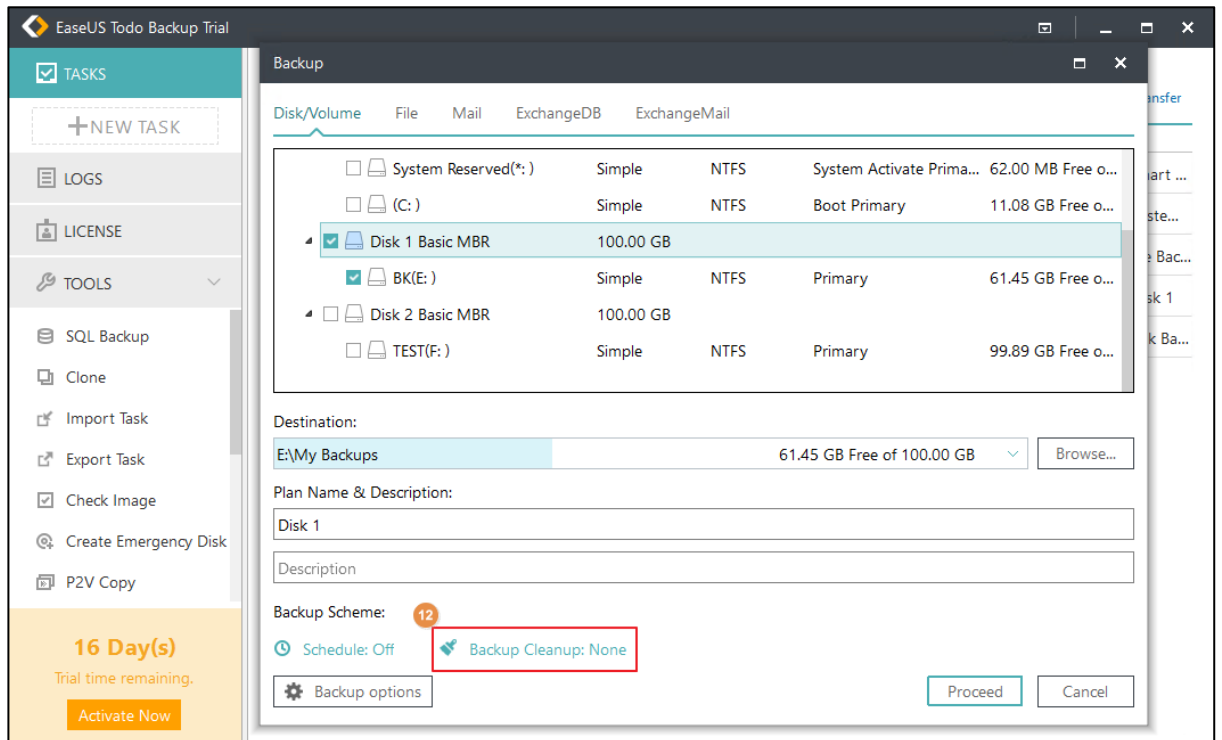 EaseUS Todo Backup Trial
TASKS
NEW TASK
LOGS
LICENSE
TOOLS
SQL Backup
Clone
Import Task
Export Task
Check Image
Create Emergency Disk
P2V Copy
16 Day(s)
Trial time remaining.
Activate Now
Backup
Disk/Volume File Mail ExchangeDB ExchangeMail
System Reserved(*: ) Simple NTFS System Activate Prima... 62.00 MB Free o...
(C: ) Simple NTFS Boot Primary 11.08 GB Free o...
Disk 1 Basic MBR 100.00 GB
BK(E: ) Simple NTFS Primary 61.45 GB Free o...
Disk 2 Basic MBR 100.00 GB
TEST(F: ) Simple NTFS Primary 99.89 GB Free o...
Destination:
E:\My Backups 61.45 GB Free of 100.00 GB Browse...
Plan Name & Description:
Disk 1
Description
Backup Scheme: 12
Schedule: Off Backup Cleanup: None
Backup options Proceed Cancel